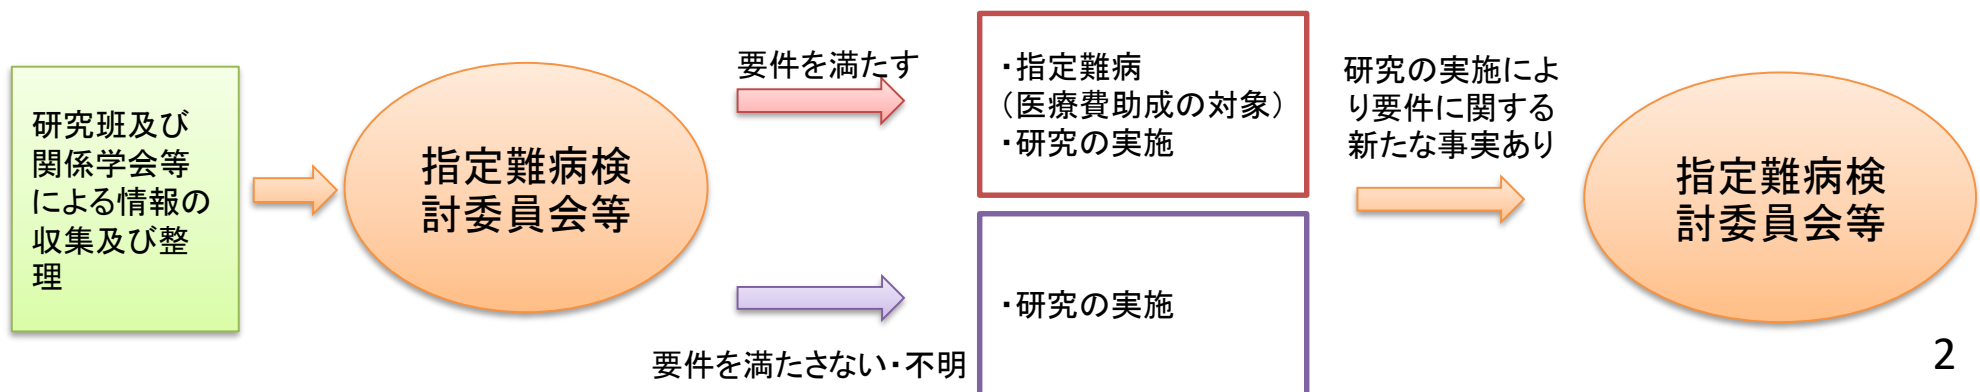 研究班及び
関係学会等
による情報の
収集及び整
理
指定難病検
討委員会等
要件を満たす
・指定難病
（医療費助成の対象）
・研究の実施
要件を満たさない・不明
・研究の実施
研究の実施によ
り要件に関する
新たな事実あり
指定難病検
討委員会等
2